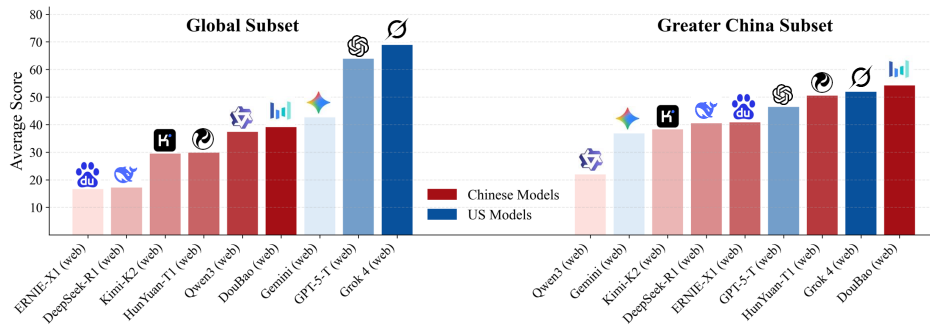 Global Subset
Greater China Subset
Average Score
80
70
60
50
40
30
20
10
du
K
du
K
Chinese Models
US Models
ERNIE-X1 (web)
DeepSeek-R1 (web)
Kimi-K2 (web)
HunYuan-T1 (web)
Qwen3 (web)
DouBao (web)
Gemini (web)
GPT-5-T (web)
Grok 4 (web)
Qwen3 (web)
Gemini (web)
Kimi-K2 (web)
DeepSeek-R1 (web)
ERNIE-X1 (web)
GPT-5-T (web)
HunYuan-T1 (web)
Grok 4 (web)
DouBao (web)